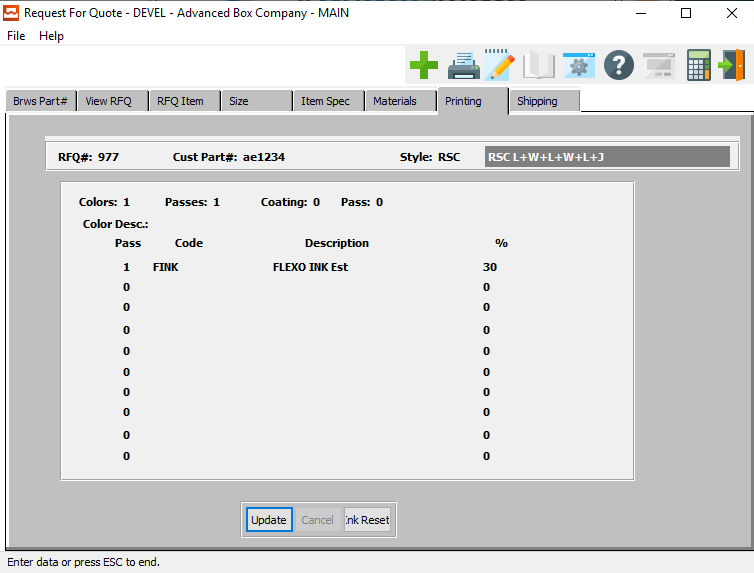 Request For Quote - DEVEL - Advanced Box Company - MAIN
File Help
Brws Part# View RFQ RFQ Item Size Item Spec Materials Printing Shipping
RFQ#: 977 Cust Part#: ae1234 Style: RSC RSC L+W+L+W+L+J
Colors: 1 Passes: 1 Coating: 0 Pass: 0
Color Desc.:
Pass Code Description %
1 FINK FLEXO INK Est 30
0 0
0 0
0 0
0 0
0 0
0 0
0 0
0 0
0 0
Update Cancel Ink Reset
Enter data or press ESC to end.